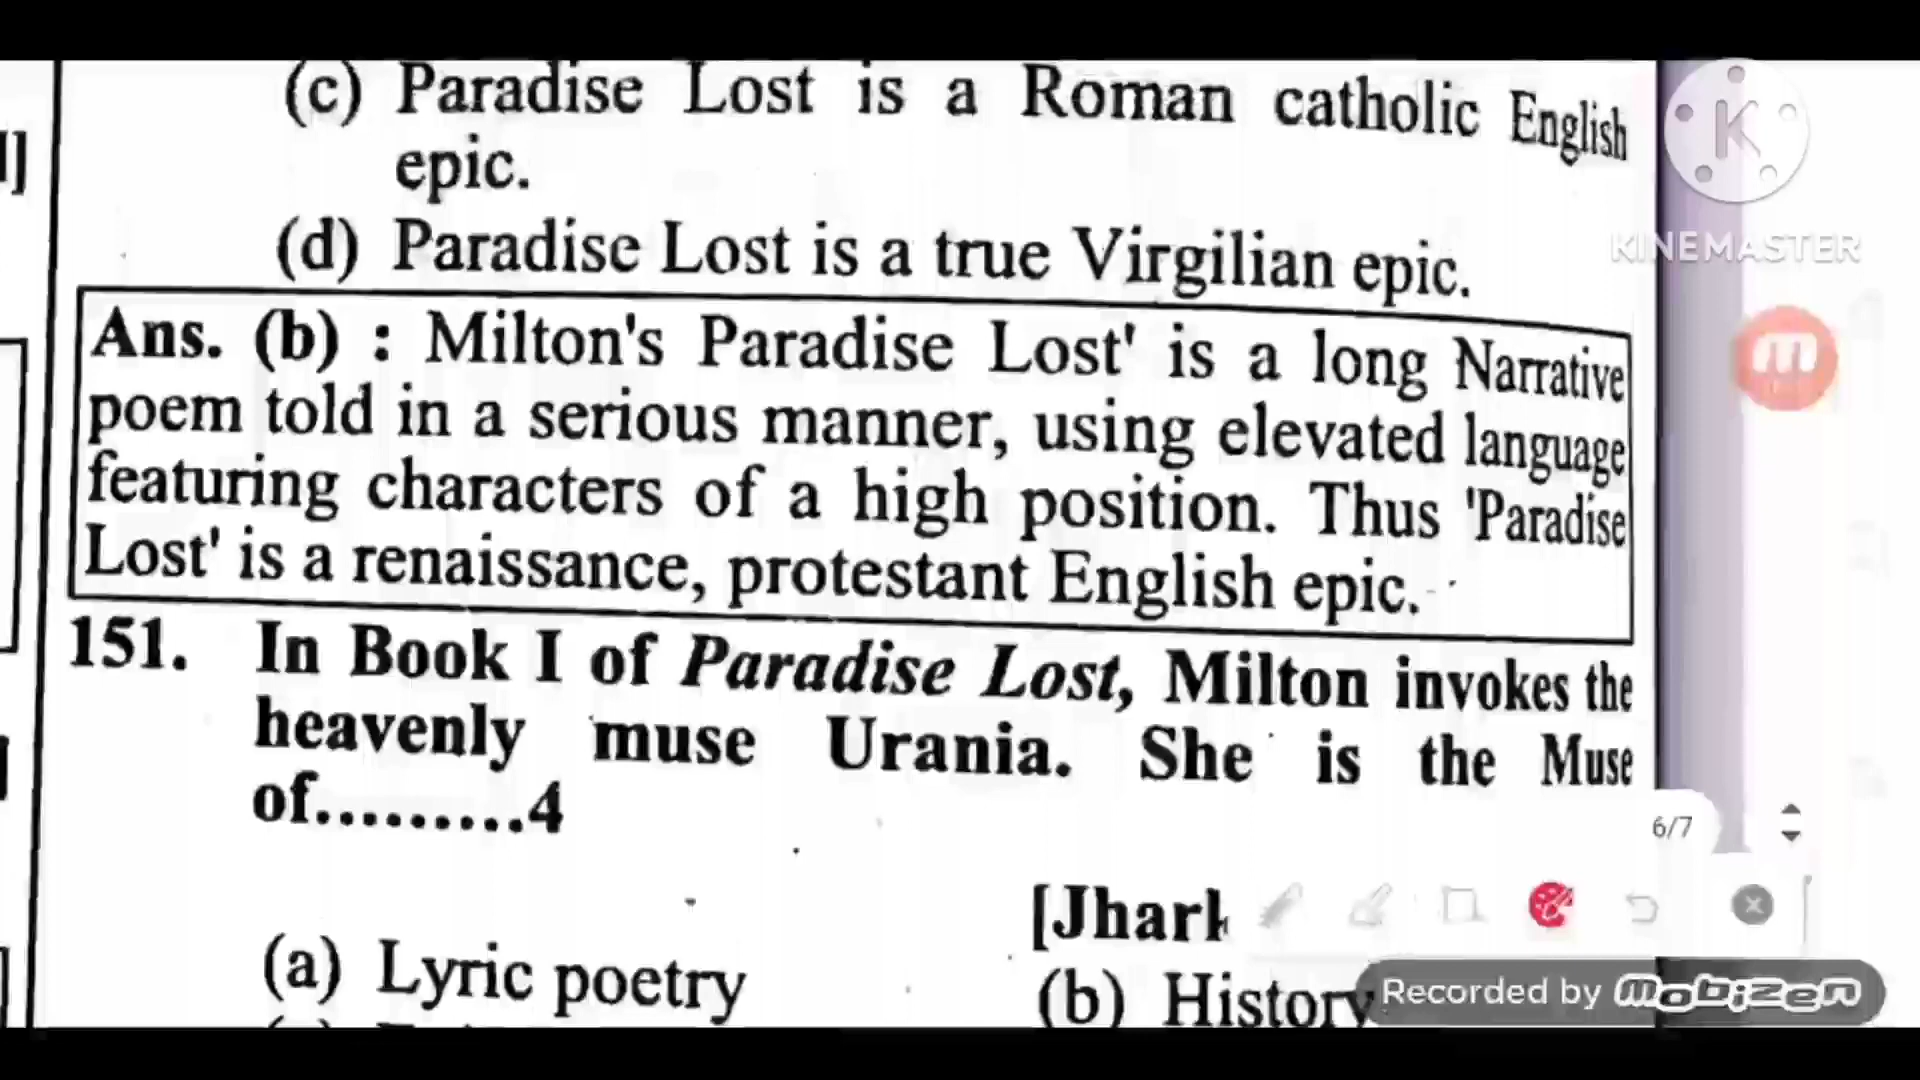 (c) Paradise Lost is a Roman catholic English
epic.
(d) Paradise Lost is a true Virgilian epic.
Ans. (b) : Milton's Paradise Lost' is a long Narrative
poem told in a serious manner, using elevated language
featuring characters of a high position. Thus 'Paradise
Lost' is a renaissance, protestant English epic.
151. In Book I of Paradise Lost, Milton invokes the
heavenly muse Urania. She is the Muse
of.........4
[Jhark
(a) Lyric poetry
(b) History
KINEMASTER
6/7
Recorded by Mobizen